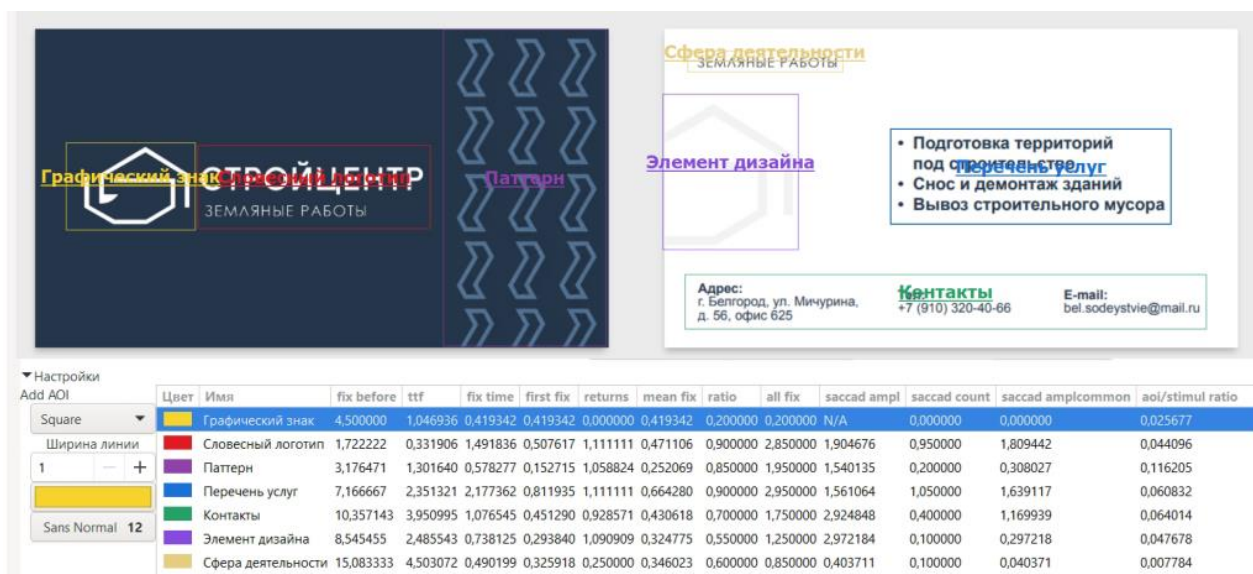 Сфера деятельности
ЗЕМЛЯНЫЕ РАБОТЫ
Графический знак
Словесный логотип
СТРОЙЦЕНТР
ЗЕМЛЯНЫЕ РАБОТЫ
Паттерн
Элемент дизайна
• Подготовка территорий
под строительство
Перечень услуг
• Снос и демонтаж зданий
• Вывоз строительного мусора
Адрес:
г. Белгород, ул. Мичурина,
д. 56, офис 625
Контакты
+7 (910) 320-40-66
E-mail:
bel.sodeystvie@mail.ru
Настройки
Add AOI
Square
Ширина линии
1
Sans Normal 12
Цвет Имя fix before ttf fix time first fix returns mean fix ratio all fix saccad ampl saccad count saccad amplcommon aoi/stimul ratio
Графический знак 4,500000 1,046936 0,419342 0,419342 0,000000 0,419342 0,200000 0,200000 N/A 0,000000 0,000000 0,025677
Словесный логотип 1,722222 0,331906 1,491836 0,507617 1,111111 0,471106 0,900000 2,850000 1,904676 0,950000 1,809442 0,044096
Паттерн 3,176471 1,301640 0,578277 0,152715 1,058824 0,252069 0,850000 1,950000 1,540135 0,200000 0,308027 0,116205
Перечень услуг 7,166667 2,351321 2,177362 0,811935 1,111111 0,664280 0,900000 2,950000 1,561064 1,050000 1,639117 0,060832
Контакты 10,357143 3,950995 1,076545 0,451290 0,928571 0,430618 0,700000 1,750000 2,924848 0,400000 1,169939 0,064014
Элемент дизайна 8,545455 2,485543 0,738125 0,293840 1,090909 0,324775 0,550000 1,250000 2,972184 0,100000 0,297218 0,047678
Сфера деятельности 15,083333 4,503072 0,490199 0,325918 0,250000 0,346023 0,600000 0,850000 0,403711 0,100000 0,040371 0,007784